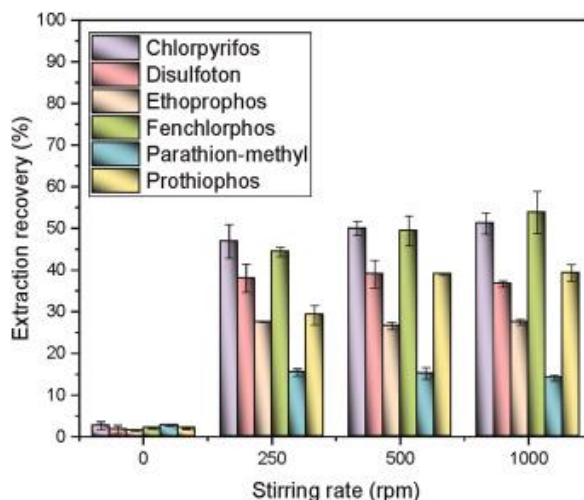 100
90
80
70
60
50
40
30
20
10
0
Extraction recovery (%)
Chlorpyrifos
Disulfoton
Ethoprophos
Fenchlorphos
Parathion-methyl
Prothiophos
0 250 500 1000
Stirring rate (rpm)